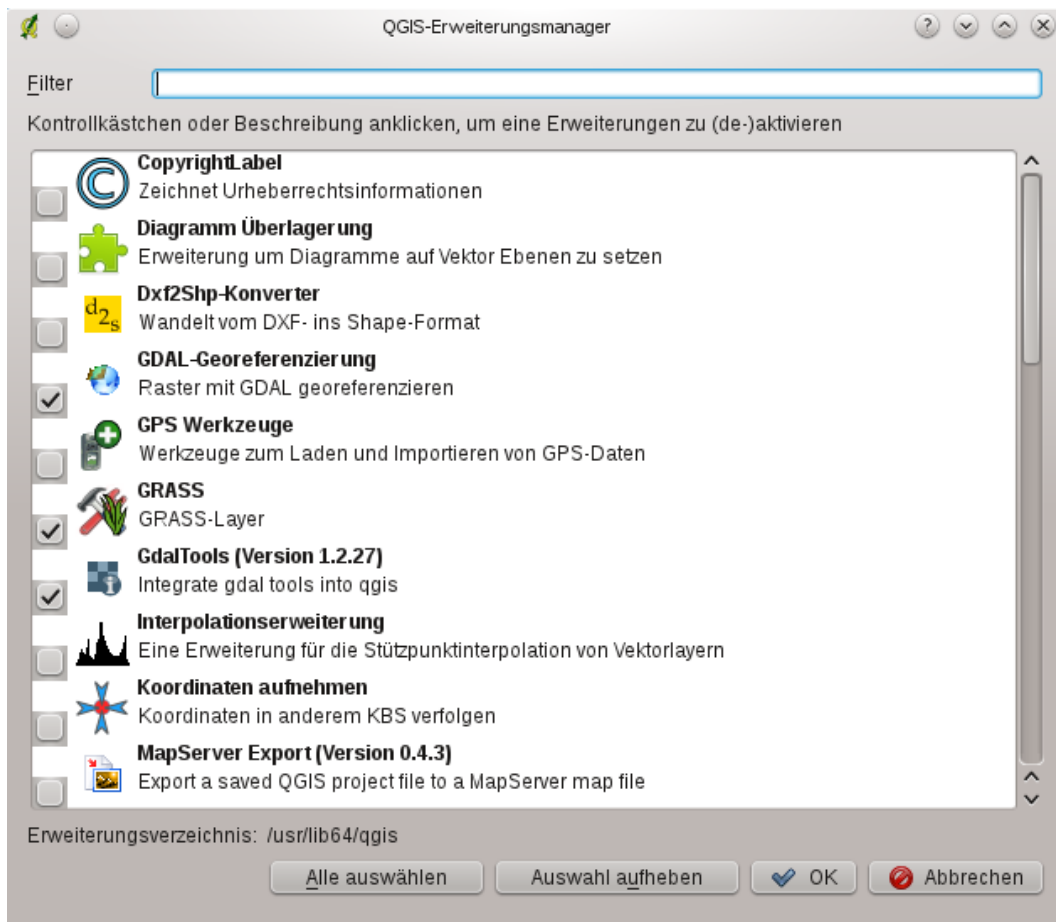 QGIS-Erweiterungsmanager
Filter
Kontrollkästchen oder Beschreibung anklicken, um eine Erweiterungen zu (de-)aktivieren
CopyrightLabel
Zeichnet Urheberrechtsinformationen
Diagramm Überlagerung
Erweiterung um Diagramme auf Vektor Ebenen zu setzen
d2s
Dxf2Shp-Konverter
Wandelt vom DXF- ins Shape-Format
GDAL-Georeferenzierung
Raster mit GDAL georeferenzieren
GPS Werkzeuge
Werkzeuge zum Laden und Importieren von GPS-Daten
GRASS
GRASS-Layer
GdalTools (Version 1.2.27)
Integrate gdal tools into qgis
Interpolationserweiterung
Eine Erweiterung für die Stützpunktinterpolation von Vektorlayern
Koordinaten aufnehmen
Koordinaten in anderem KBS verfolgen
MapServer Export (Version 0.4.3)
Export a saved QGIS project file to a MapServer map file
Erweiterungsverzeichnis: /usr/lib64/qgis
Alle auswählen Auswahl aufheben OK Abbrechen